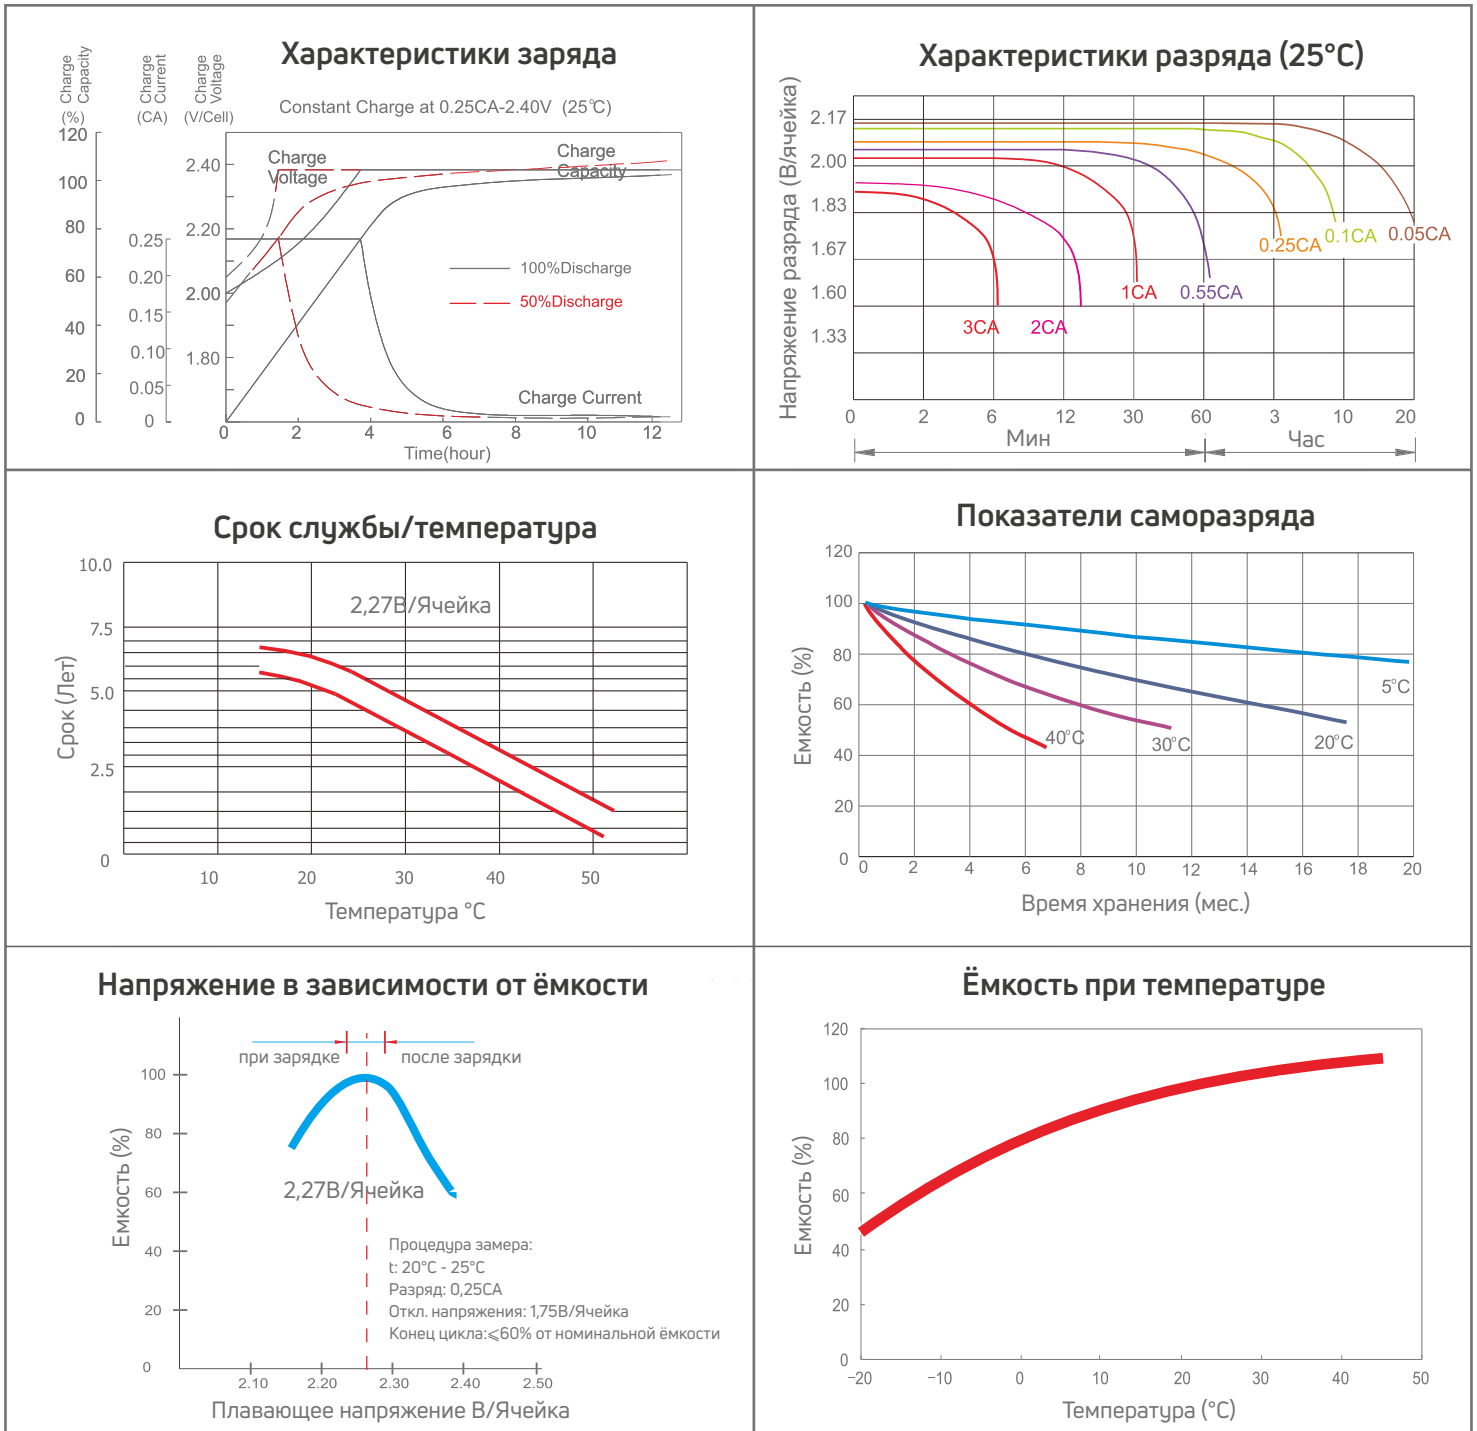 Характеристики заряда
Charge Capacity (%)
Charge Current (CA)
Charge Voltage (V/Cell)
Constant Charge at 0.25CA-2.40V (25°C)
120
100
80
60
40
20
0
0.25
0.20
0.15
0.10
0.05
0
2.40
2.20
2.00
1.80
Charge
Voltage
Charge
Capacity
100%Discharge
50%Discharge
Charge Current
0 2 4 6 8 10 12
Time(hour)
Характеристики разряда (25°C)
Напряжение разряда (В/ячейка)
2.17
2.00
1.83
1.67
1.60
1.33
3CA
2CA
1CA
0.55CA
0.25CA
0.1CA
0.05CA
0 2 6 12 30 60 3 10 20
Мин
Час
Срок службы/температура
2,27В/Ячейка
Срок (Лет)
10.0
7.5
5.0
2.5
0
10 20 30 40 50
Температура °C
Показатели саморазряда
Емкость (%)
120
100
80
60
40
20
0
5°C
20°C
30°C
40°C
0 2 4 6 8 10 12 14 16 18 20
Время хранения (мес.)
Напряжение в зависимости от ёмкости
при зарядке
после зарядки
Емкость (%)
100
80
60
40
20
0
2,27В/Ячейка
Процедура замера:
t: 20°C - 25°C
Разряд: 0,25CA
Откл. напряжения: 1,75В/Ячейка
Конец цикла:⩽60% от номинальной ёмкости
2.10 2.20 2.30 2.40 2.50
Плавающее напряжение В/Ячейка
Ёмкость при температуре
Емкость (%)
120
100
80
60
40
20
0
−20 −10 0 10 20 30 40 50
Температура (°C)